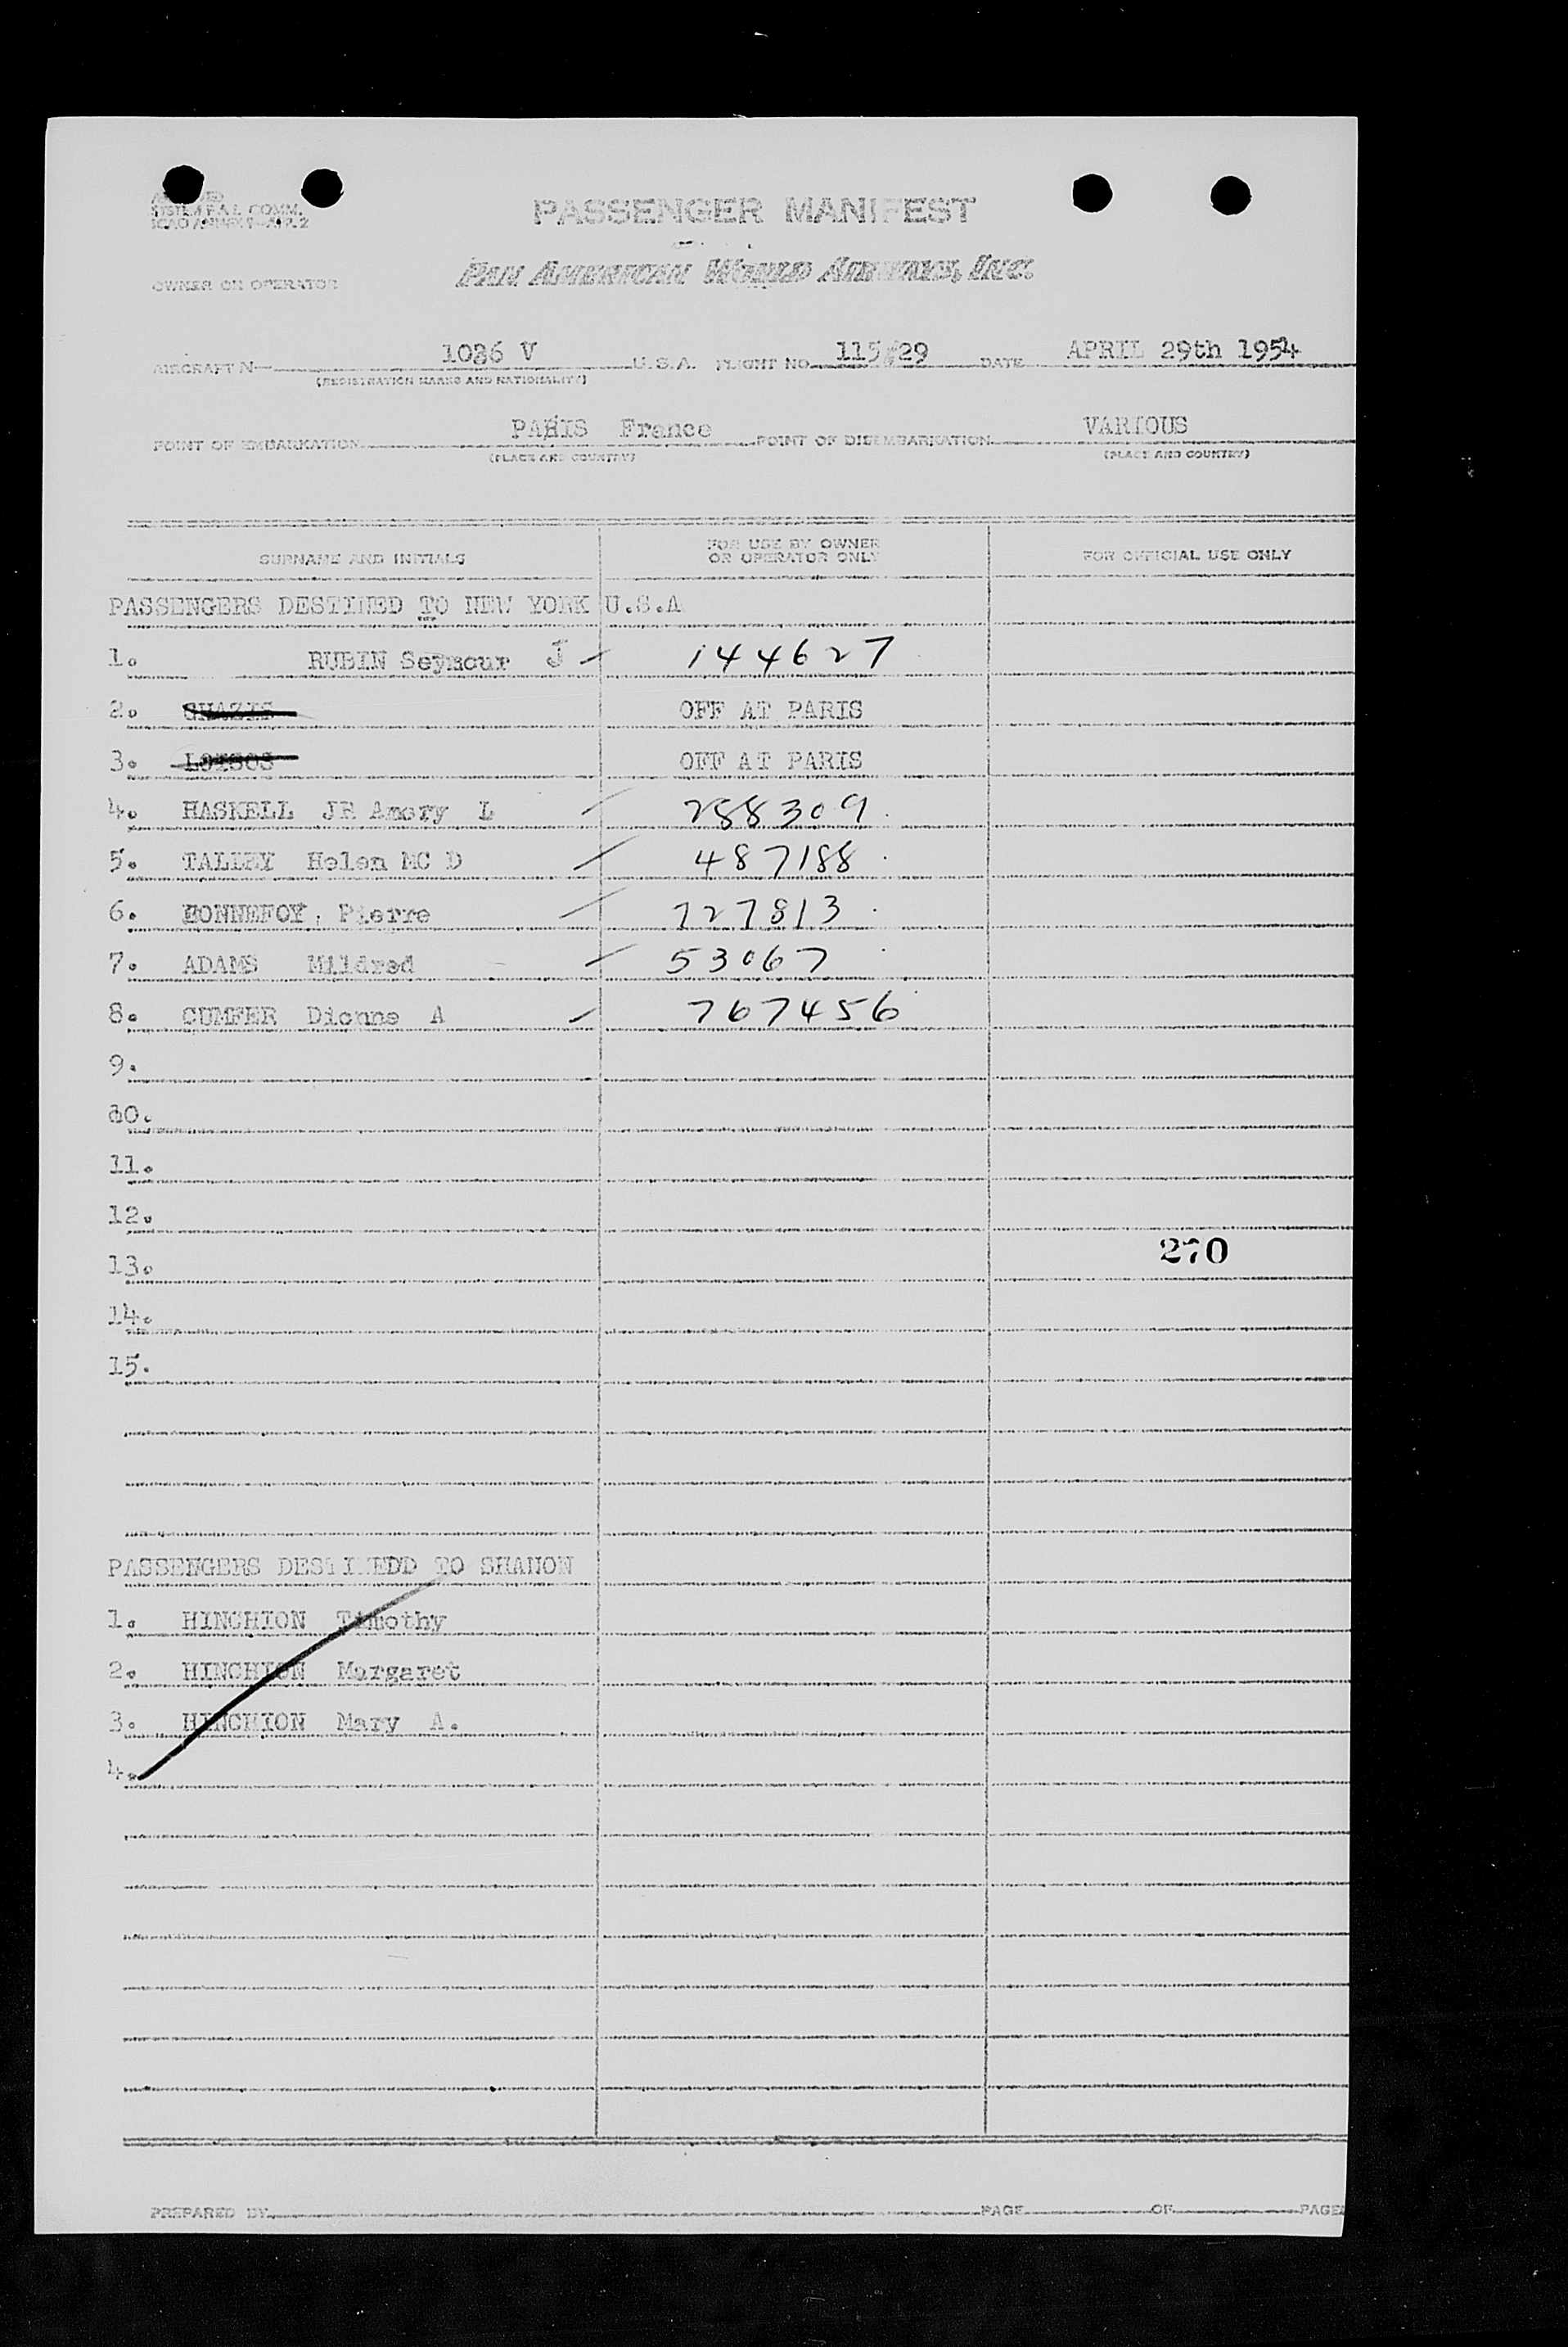 SYSTEM F.A.L. COMM.
PASSENGER MANIFEST
OWNER OR OPERATOR
PAN AMERICAN WORLD AIRWAYS, INC.
AIRCRAFT N— 1036 V U.S.A. FLIGHT NO. 115/29 DATE APRIL 29th 1954
(REGISTRATION MARKS AND NATIONALITY)
POINT OF EMBARKATION PARIS France POINT OF DISEMBARKATION VARIOUS
(PLACE AND COUNTRY) (PLACE AND COUNTRY)
SURNAME AND INITIALS FOR USE BY OWNER OR OPERATOR ONLY FOR OFFICIAL USE ONLY
PASSENGERS DESTINED TO NEW YORK U.S.A
1. RUBIN Seymour J 144627
2. OFF AT PARIS
3. OFF AT PARIS
4. HASKELL JR Amory L 288309
5. TALLEY Helen MC D 487188
6. BONNEFOY, Pierre 727813
7. ADAMS Mildred 53067
8. CUMFER Dionne A 767456
9.
10.
11.
12.
270
13.
14.
15.
PASSENGERS DESTINEDD TO SHANON
1. HINCHION Timothy
2. HINCHION Margaret
3. HINCHION Mary A.
4.
PREPARED BY PAGE OF PAGES